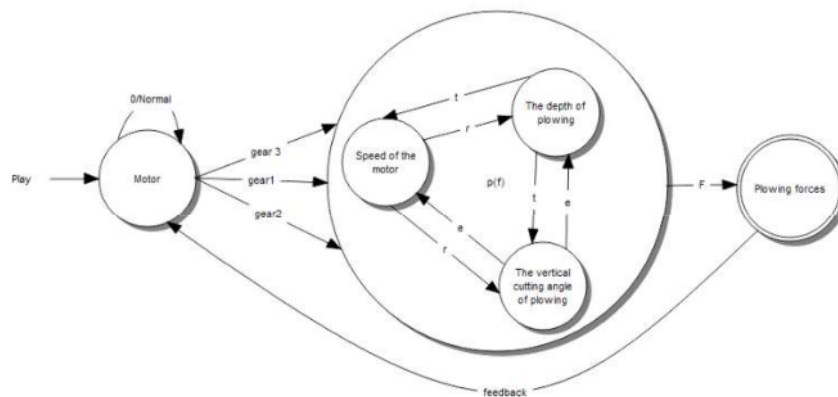 0/Normal
Play
Motor
gear 3
gear1
gear2
Speed of the
motor
t
r
The depth of
plowing
p(f)
t
e
e
r
The vertical
cutting angle
of plowing
F
Plowing forces
feedback